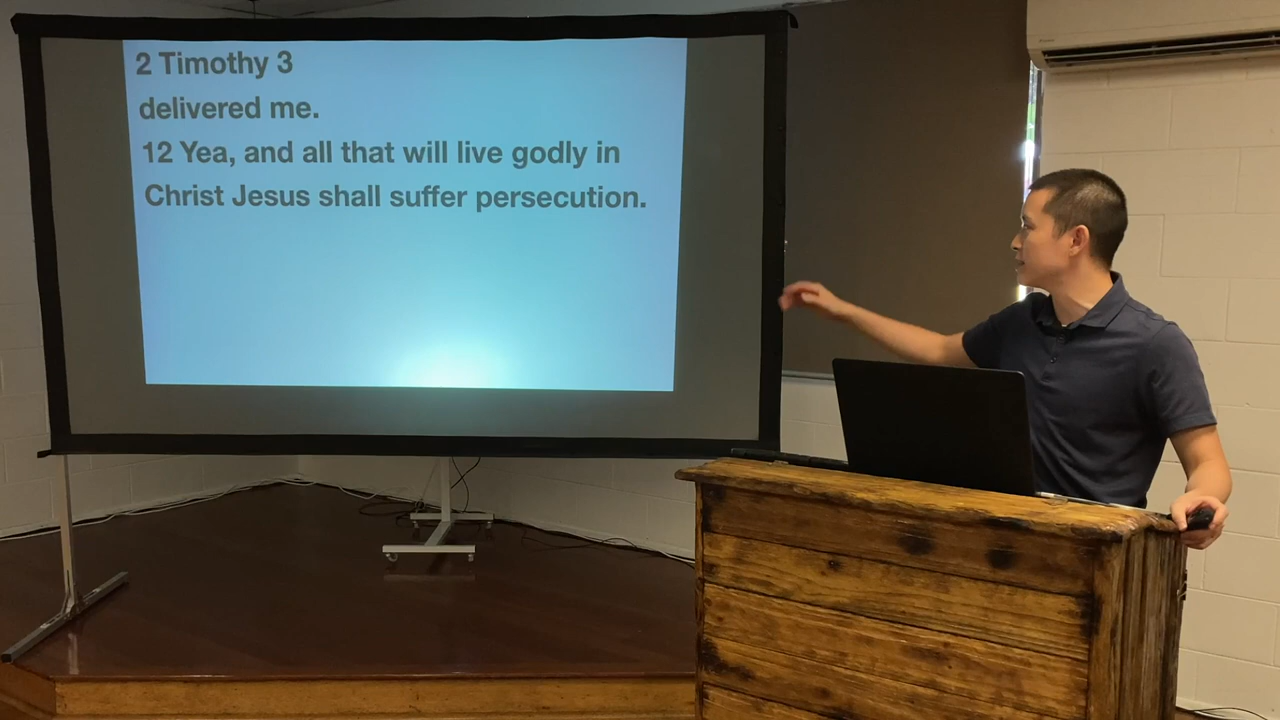 2 Timothy 3
delivered me.
12 Yea, and all that will live godly in
Christ Jesus shall suffer persecution.